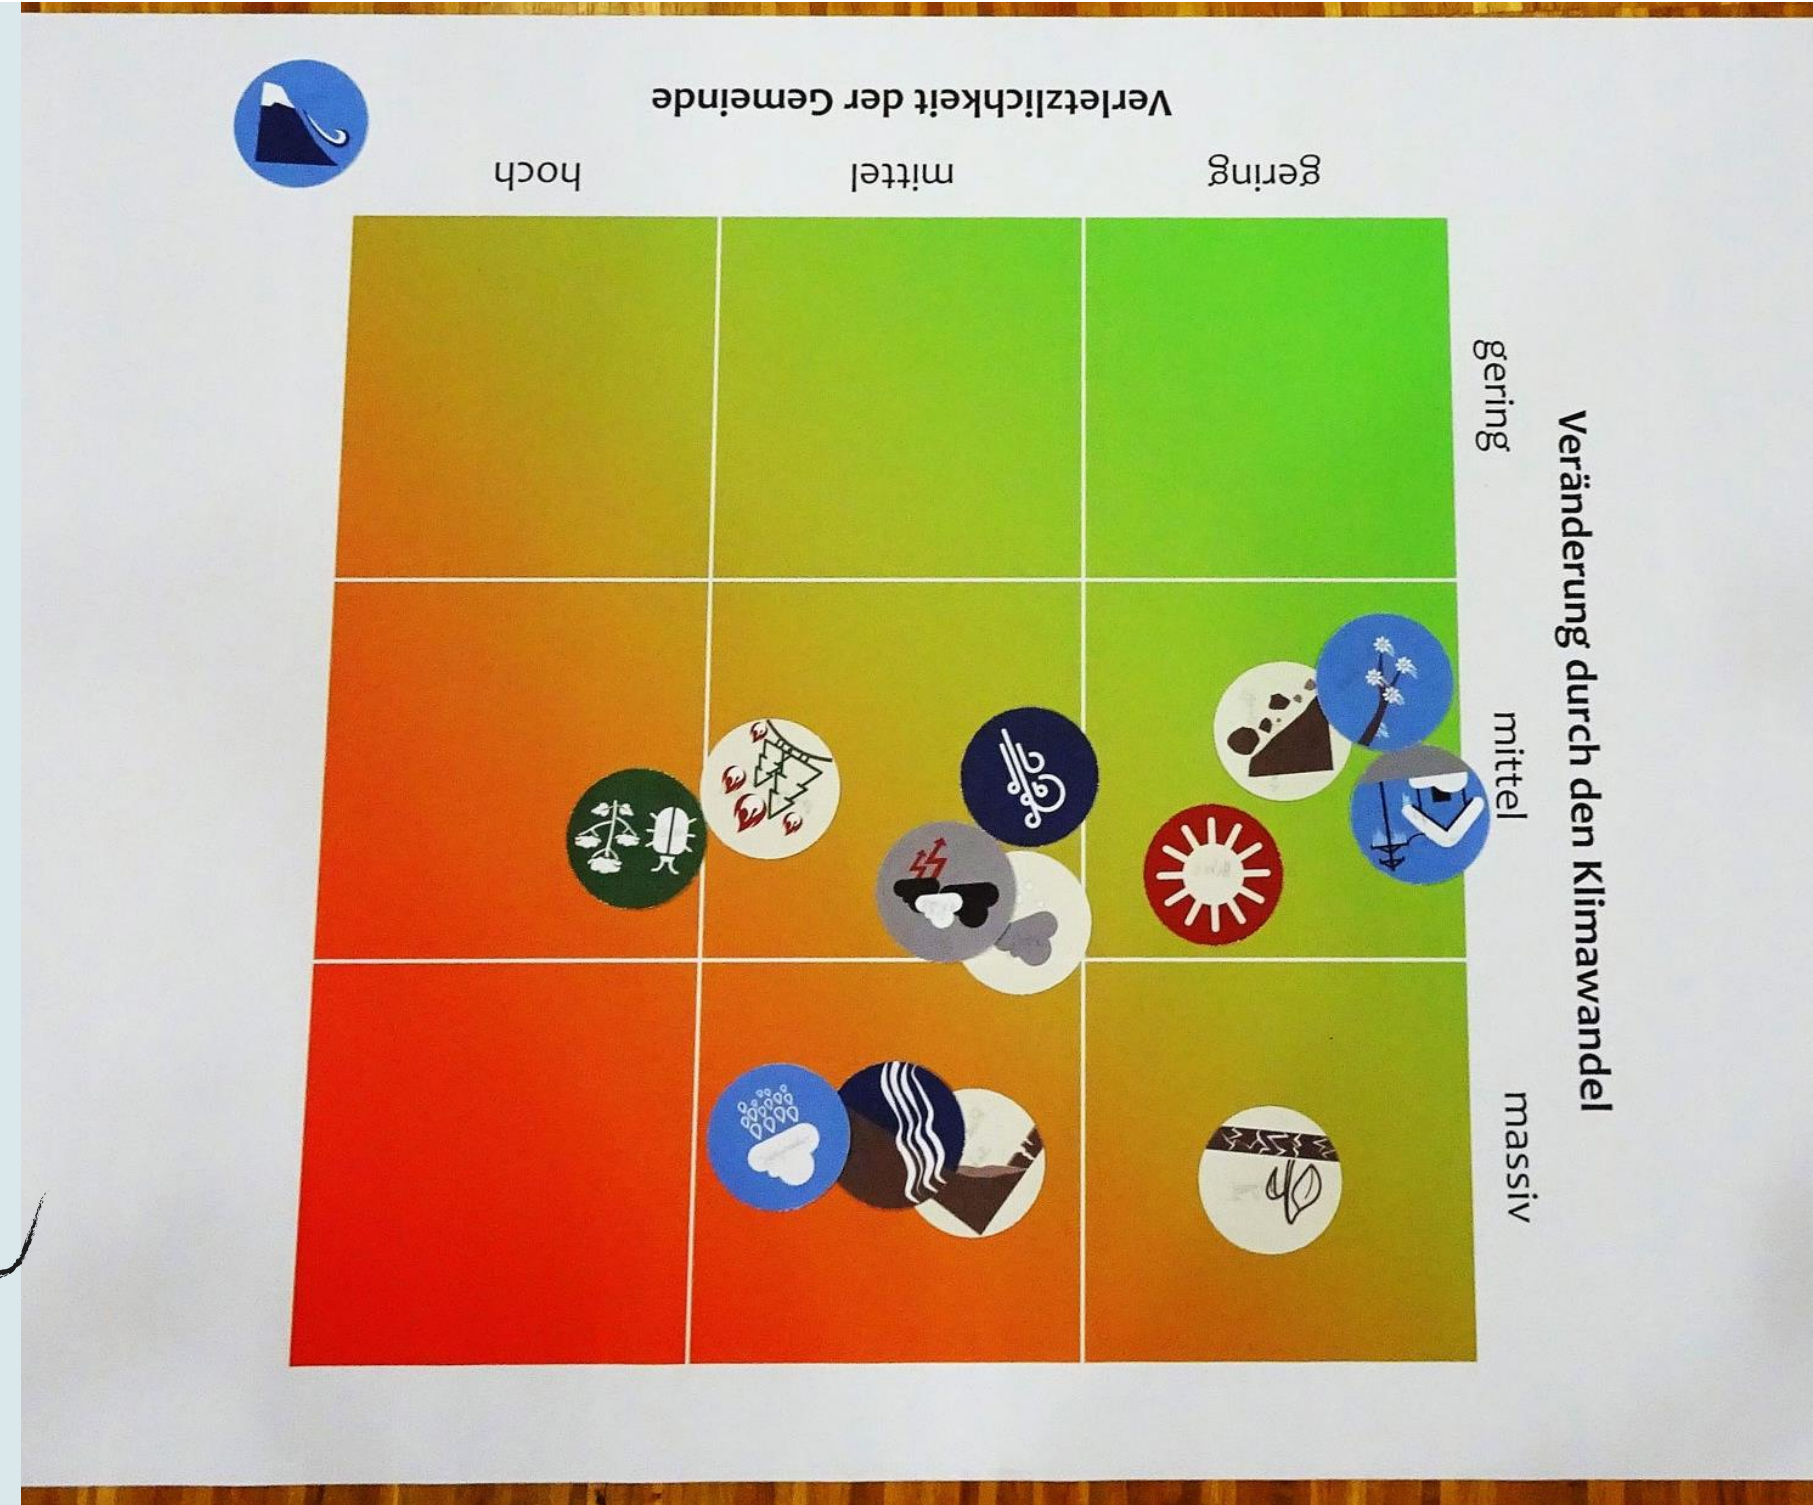 Verletzlichkeit der Gemeinde
gering
mittel
hoch
Veränderung durch den Klimawandel
gering
mittel
massiv